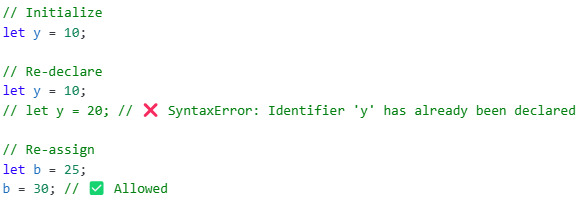 // Initialize
let y = 10;

// Re-declare
let y = 10;
// let y = 20; // ❌ SyntaxError: Identifier 'y' has already been declared

// Re-assign
let b = 25;
b = 30; // ✅ Allowed